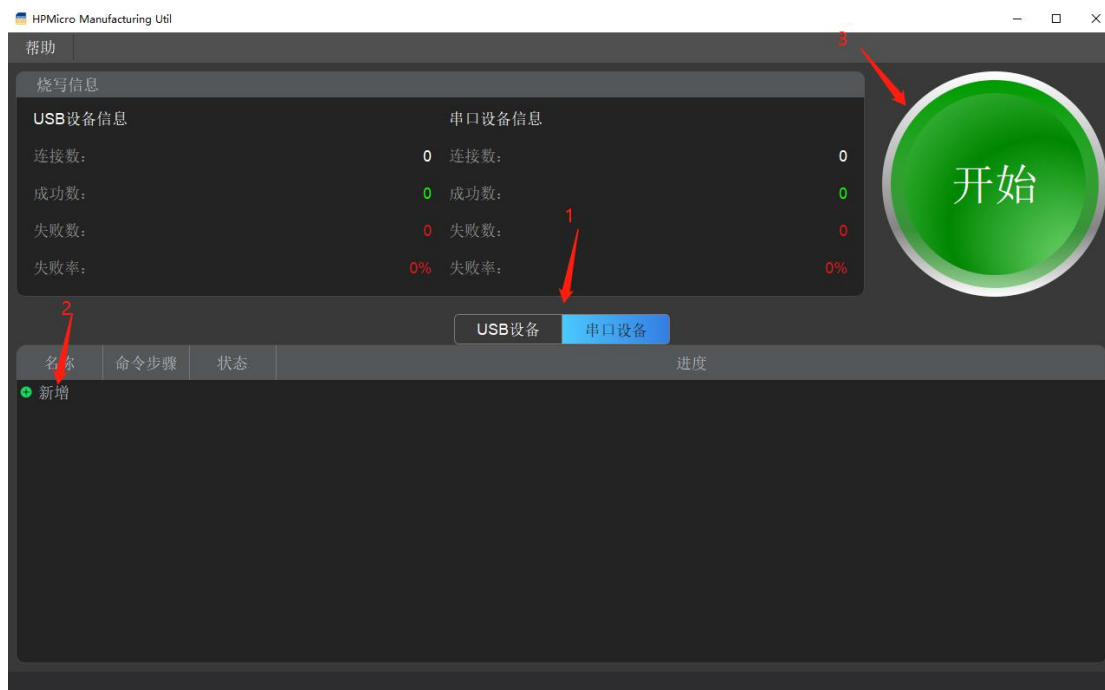 HPMicro Manufacturing Util
帮助
3
烧写信息
USB设备信息
串口设备信息
连接数： 0
连接数： 0
成功数： 0
成功数： 0
失败数： 0
失败数： 0
失败率： 0%
失败率： 0%
开始
1
2
USB设备 串口设备
名称 命令步骤 状态 进度
新增